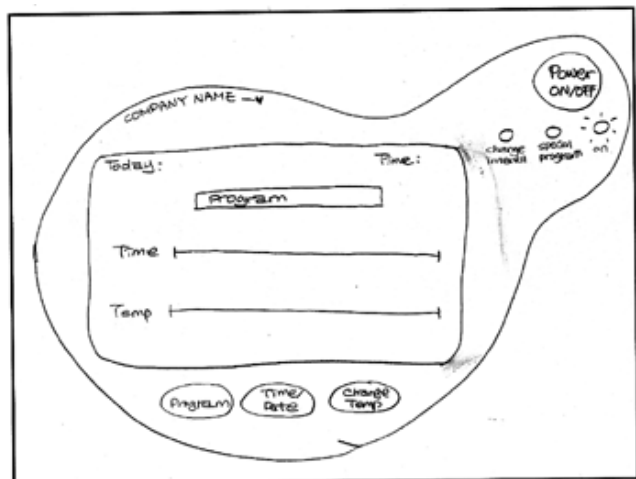 Power
ON/OFF
COMPANY NAME
change
special
program
on
Today:
Time:
Program
Time
Temp
Program
Time/
Date
Change
Temp